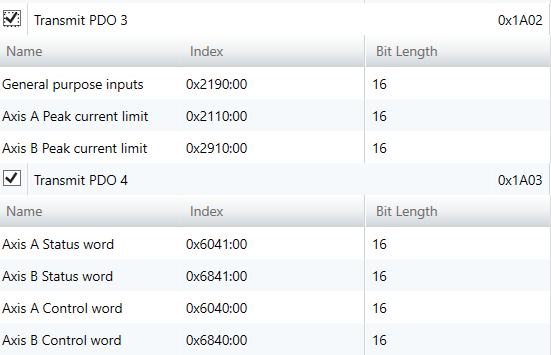 Transmit PDO 3 0x1A02
Name Index Bit Length
General purpose inputs 0x2190:00 16
Axis A Peak current limit 0x2110:00 16
Axis B Peak current limit 0x2910:00 16
Transmit PDO 4 0x1A03
Name Index Bit Length
Axis A Status word 0x6041:00 16
Axis B Status word 0x6841:00 16
Axis A Control word 0x6040:00 16
Axis B Control word 0x6840:00 16